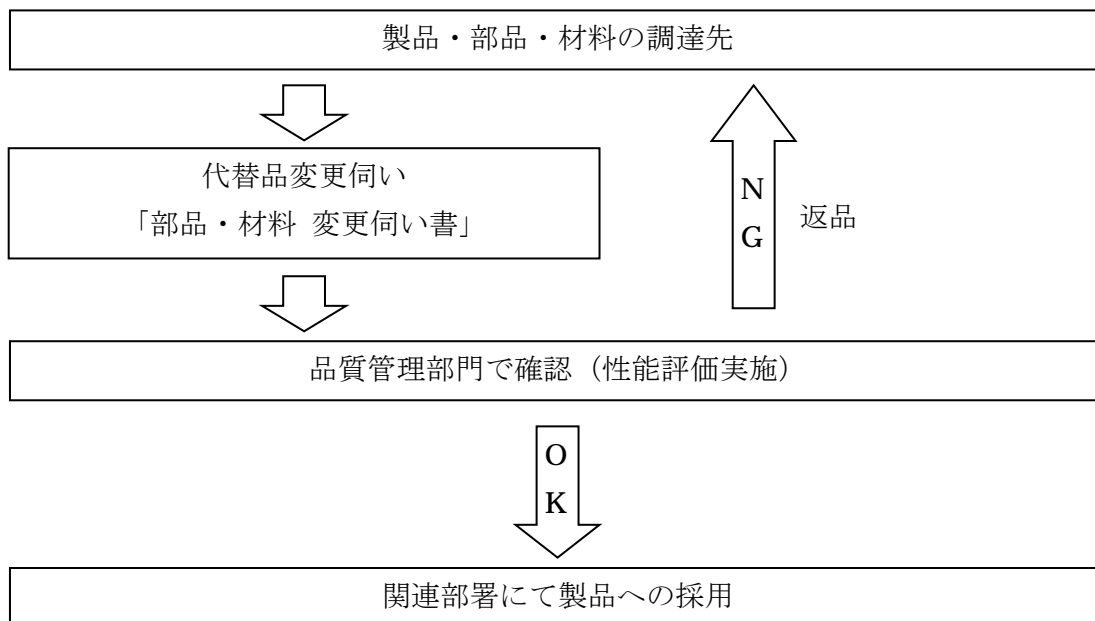 製品・部品・材料の調達先
代替品変更伺い
「部品・材料 変更伺い書」
N
G
返品
品質管理部門で確認（性能評価実施）
O
K
関連部署にて製品への採用